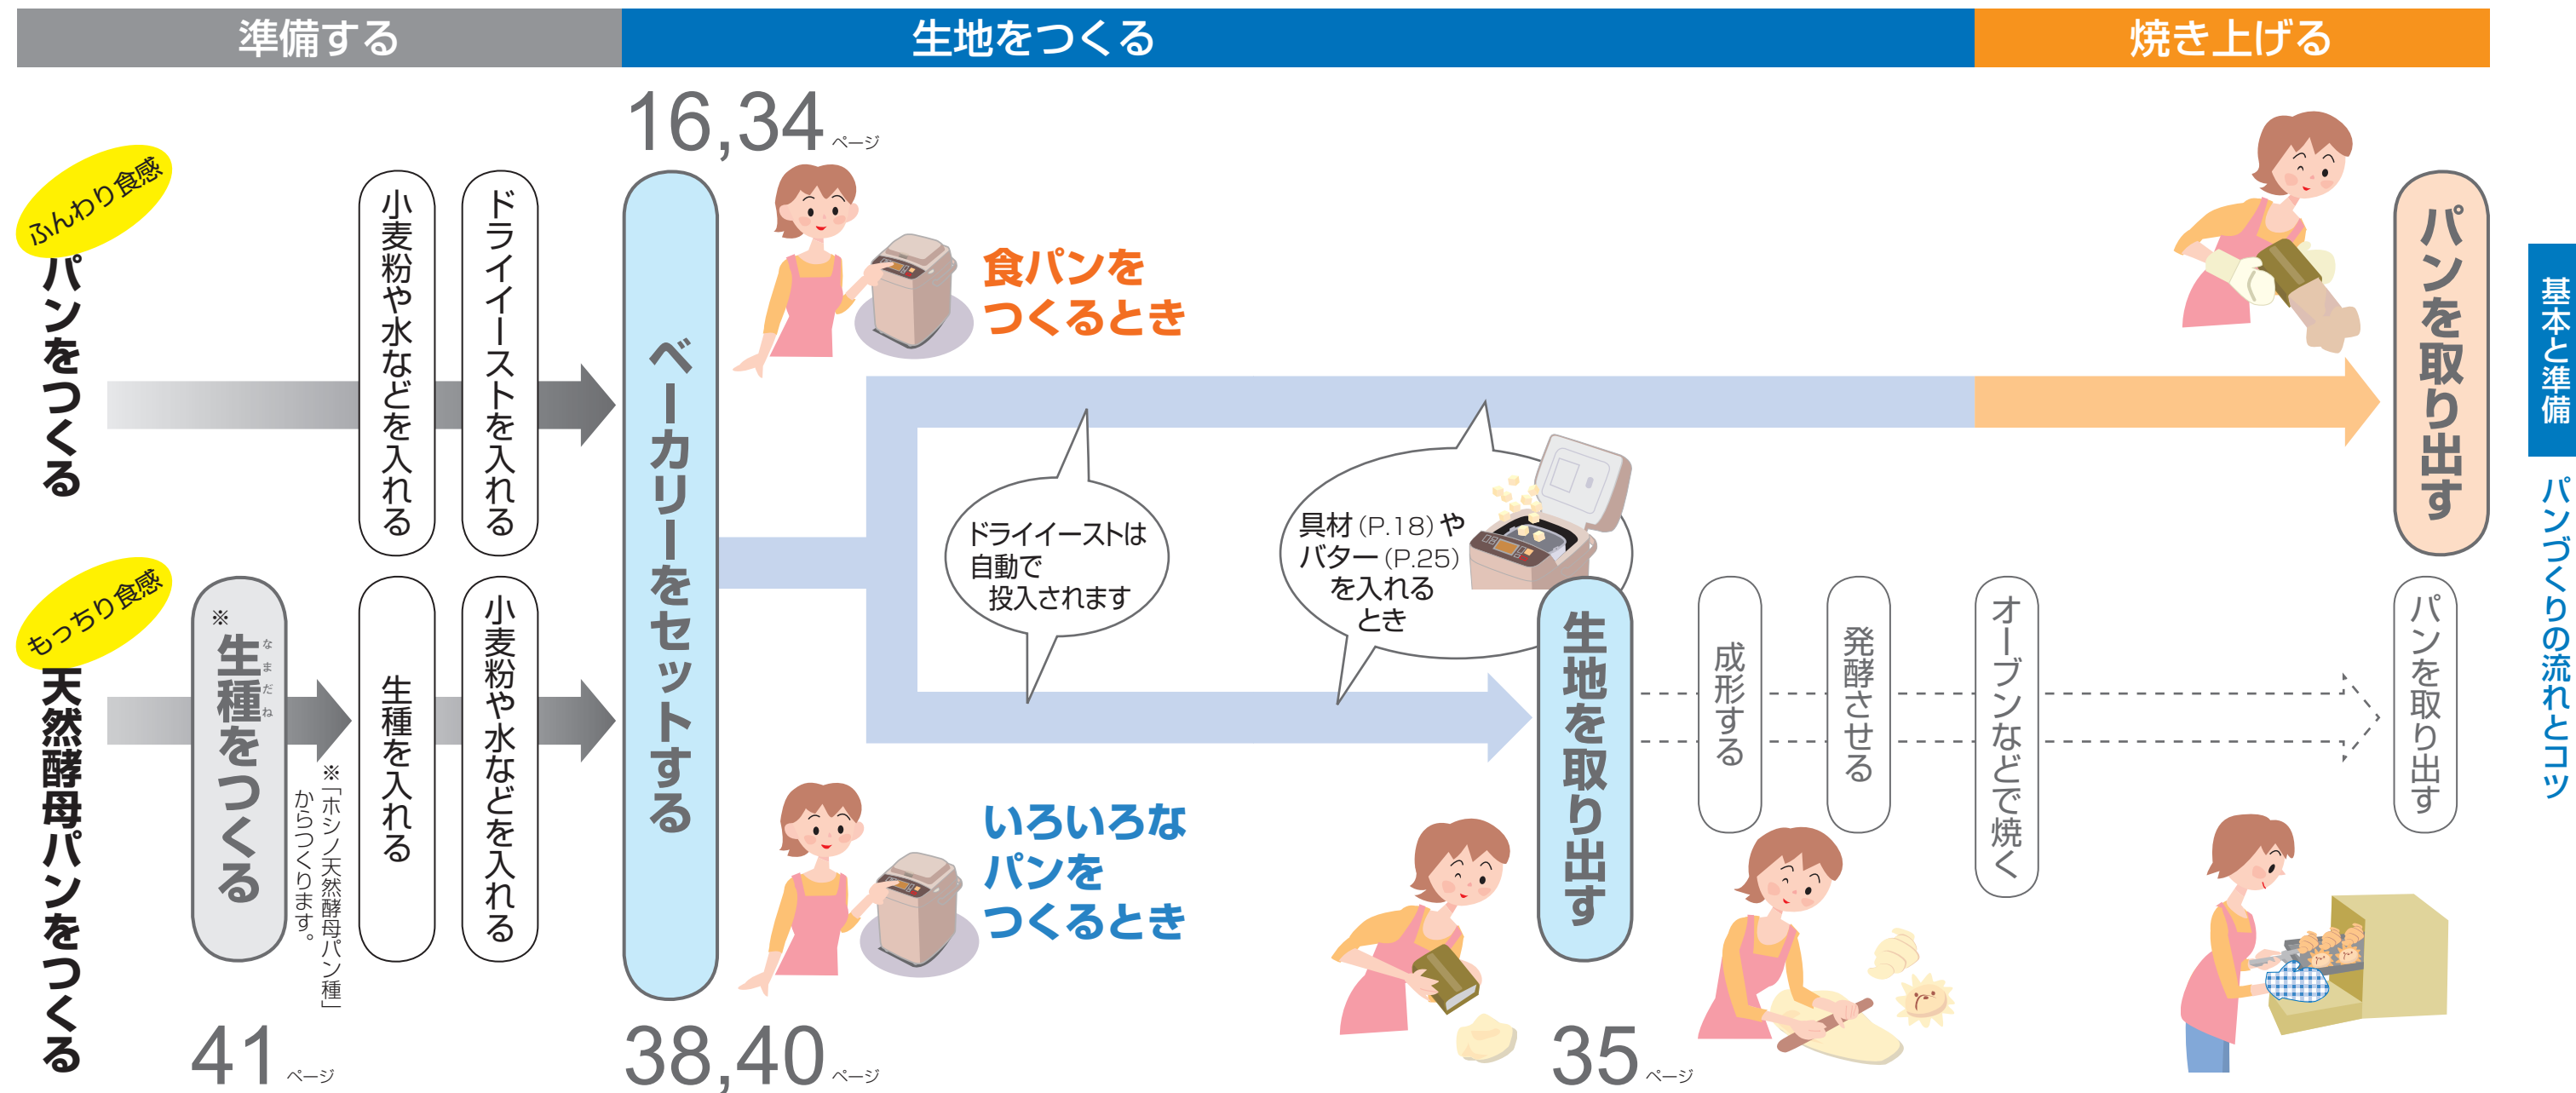 準備する
生地をつくる
焼き上げる
16,34ページ
ふんわり食感
パンをつくる
小麦粉や水などを入れる
ドライイーストを入れる
ベーカリーをセットする
食パンを
つくるとき
ドライイーストは
自動で
投入されます
具材(P.18)や
バター(P.25)
を入れる
とき
パンを取り出す
もっちり食感
天然酵母パンをつくる
※
生種をつくる
なまだね
※「ホシノ天然酵母パン種」
からつくります。
生種を入れる
小麦粉や水などを入れる
いろいろな
パンを
つくるとき
生地を取り出す
成形する
発酵させる
オーブンなどで焼く
パンを取り出す
41ページ
38,40ページ
35ページ
基本と準備
パンづくりの流れとコツ